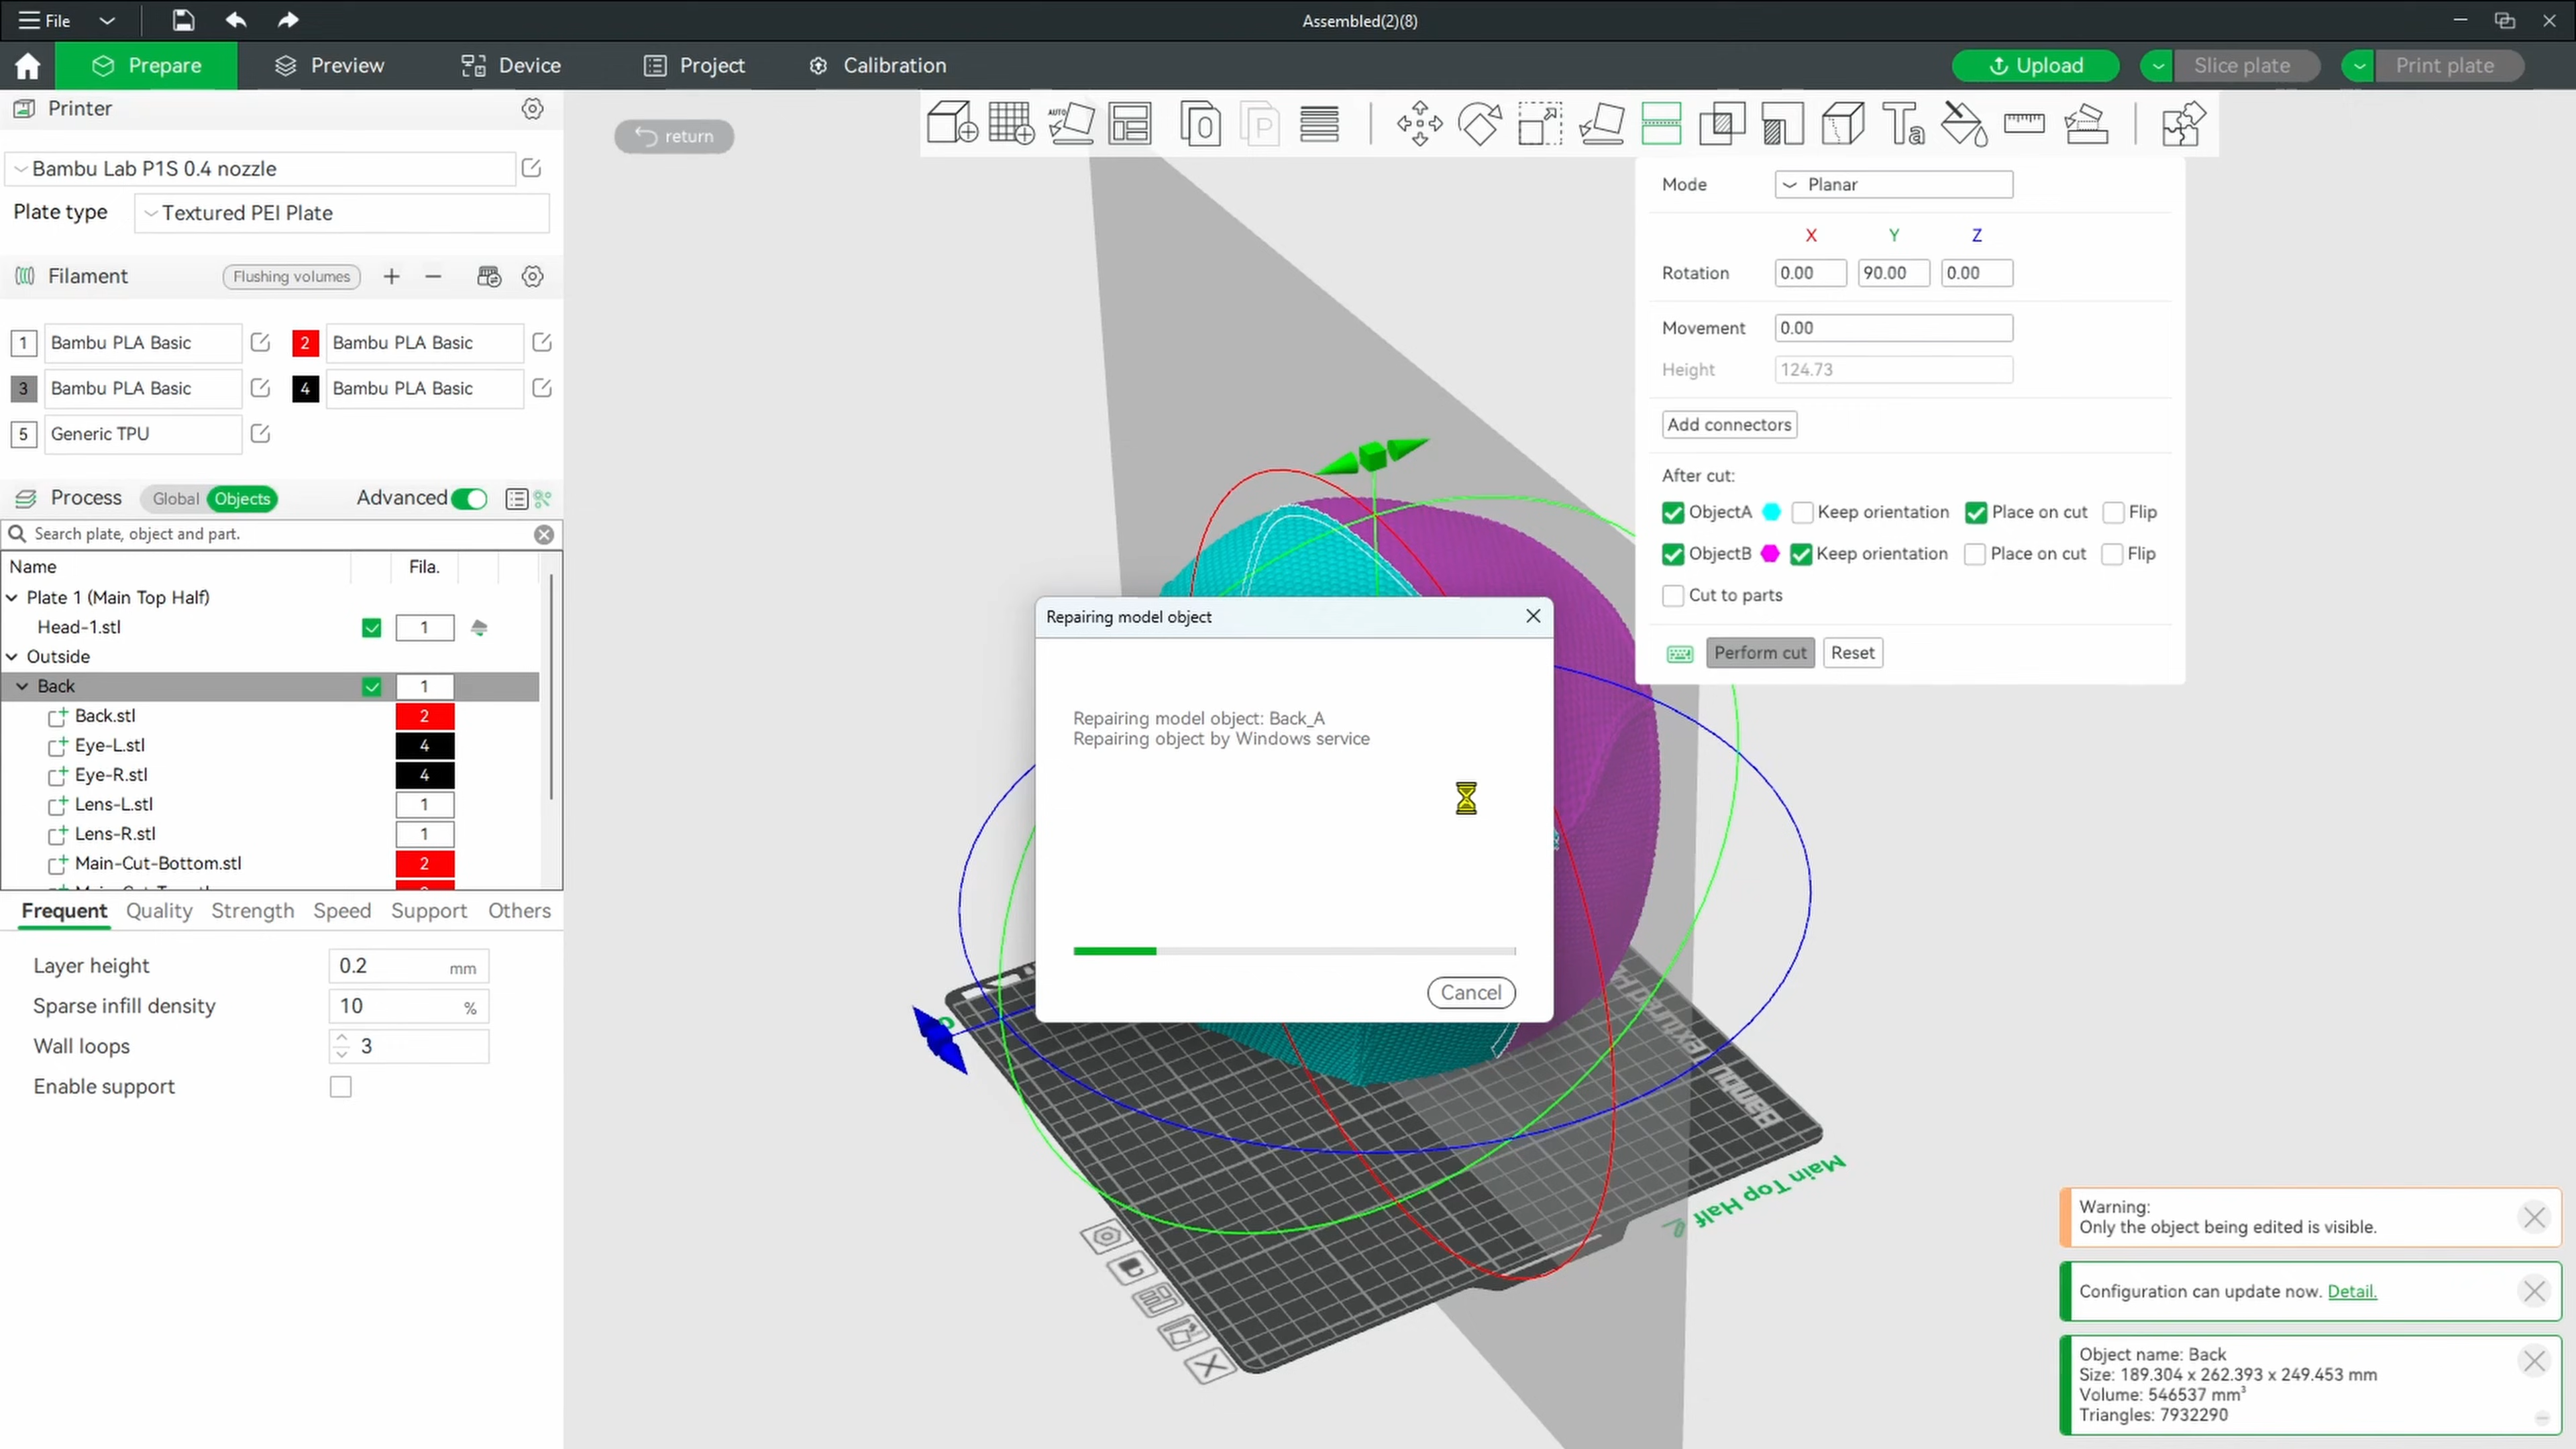 File
Assembled(2)(8)
Prepare
Preview
Device
Project
Calibration
Upload
Slice plate
Print plate
Printer
Bambu Lab P1S 0.4 nozzle
Plate type
Textured PEI Plate
Filament
Flushing volumes
1
Bambu PLA Basic
2
Bambu PLA Basic
3
Bambu PLA Basic
4
Bambu PLA Basic
5
Generic TPU
Process
Global
Objects
Advanced
Search plate, object and part.
Name
Fila.
Plate 1 (Main Top Half)
Head-1.stl
1
Outside
Back
1
Back.stl
2
Eye-L.stl
4
Eye-R.stl
4
Lens-L.stl
1
Lens-R.stl
1
Main-Cut-Bottom.stl
2
Frequent
Quality
Strength
Speed
Support
Others
Layer height
0.2 mm
Sparse infill density
10 %
Wall loops
3
Enable support
return
AUTO
Mode
Planar
X Y Z
Rotation
0.00 90.00 0.00
Movement
0.00
Height
124.73
Add connectors
After cut:
ObjectA
Keep orientation
Place on cut
Flip
ObjectB
Keep orientation
Place on cut
Flip
Cut to parts
Perform cut
Reset
Repairing model object
Repairing model object: Back_A
Repairing object by Windows service
Cancel
Main Top Half
Warning:
Only the object being edited is visible.
Configuration can update now. Detail.
Object name: Back
Size: 189.304 x 262.393 x 249.453 mm
Volume: 546537 mm³
Triangles: 7932290